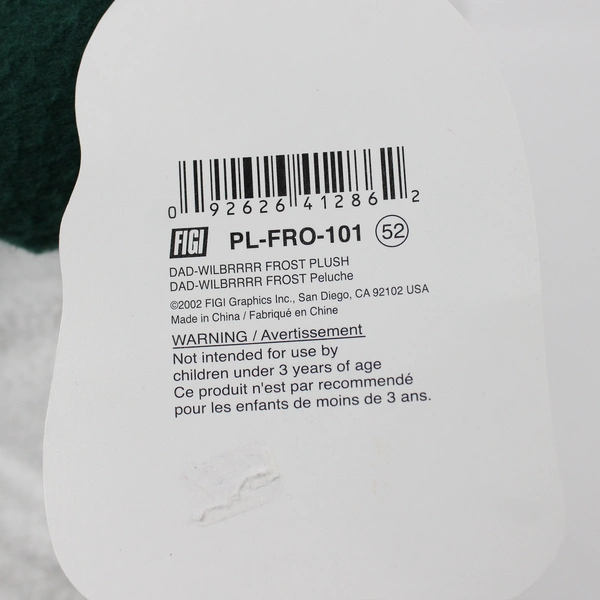 0 92626 41286 2
FIGI PL-FRO-101 52
DAD-WILBRRRR FROST PLUSH
DAD-WILBRRRR FROST Peluche
©2002 FIGI Graphics Inc., San Diego, CA 92102 USA
Made in China / Fabriqué en Chine
WARNING / Avertissement
Not intended for use by
children under 3 years of age
Ce produit n'est par recommendé
pour les enfants de moins de 3 ans.